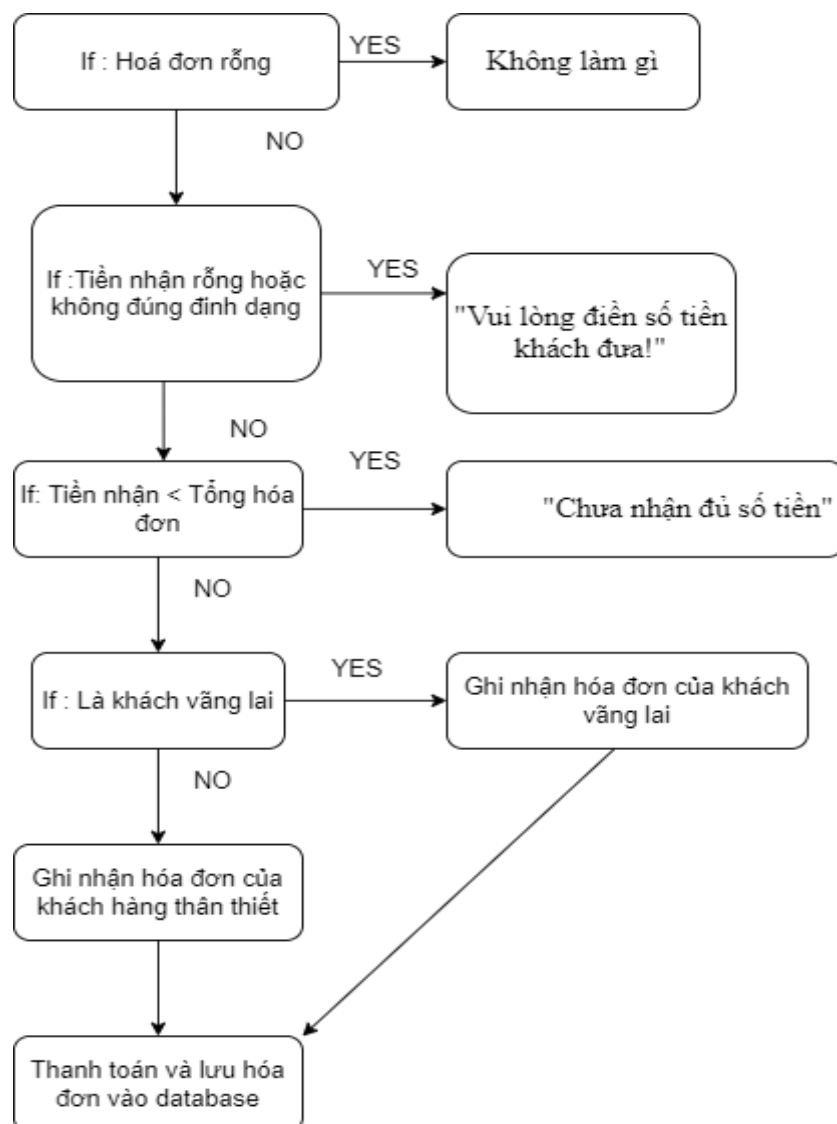 If : Hoá đơn rỗng
YES
Không làm gì
NO
If :Tiền nhận rỗng hoặc
không đúng đinh dạng
YES
"Vui lòng điền số tiền
khách đưa!"
NO
If: Tiền nhận < Tổng hóa
đơn
YES
"Chưa nhận đủ số tiền"
NO
If : Là khách vãng lai
YES
Ghi nhận hóa đơn của khách
vãng lai
NO
Ghi nhận hóa đơn của
khách hàng thân thiết
Thanh toán và lưu hóa
đơn vào database